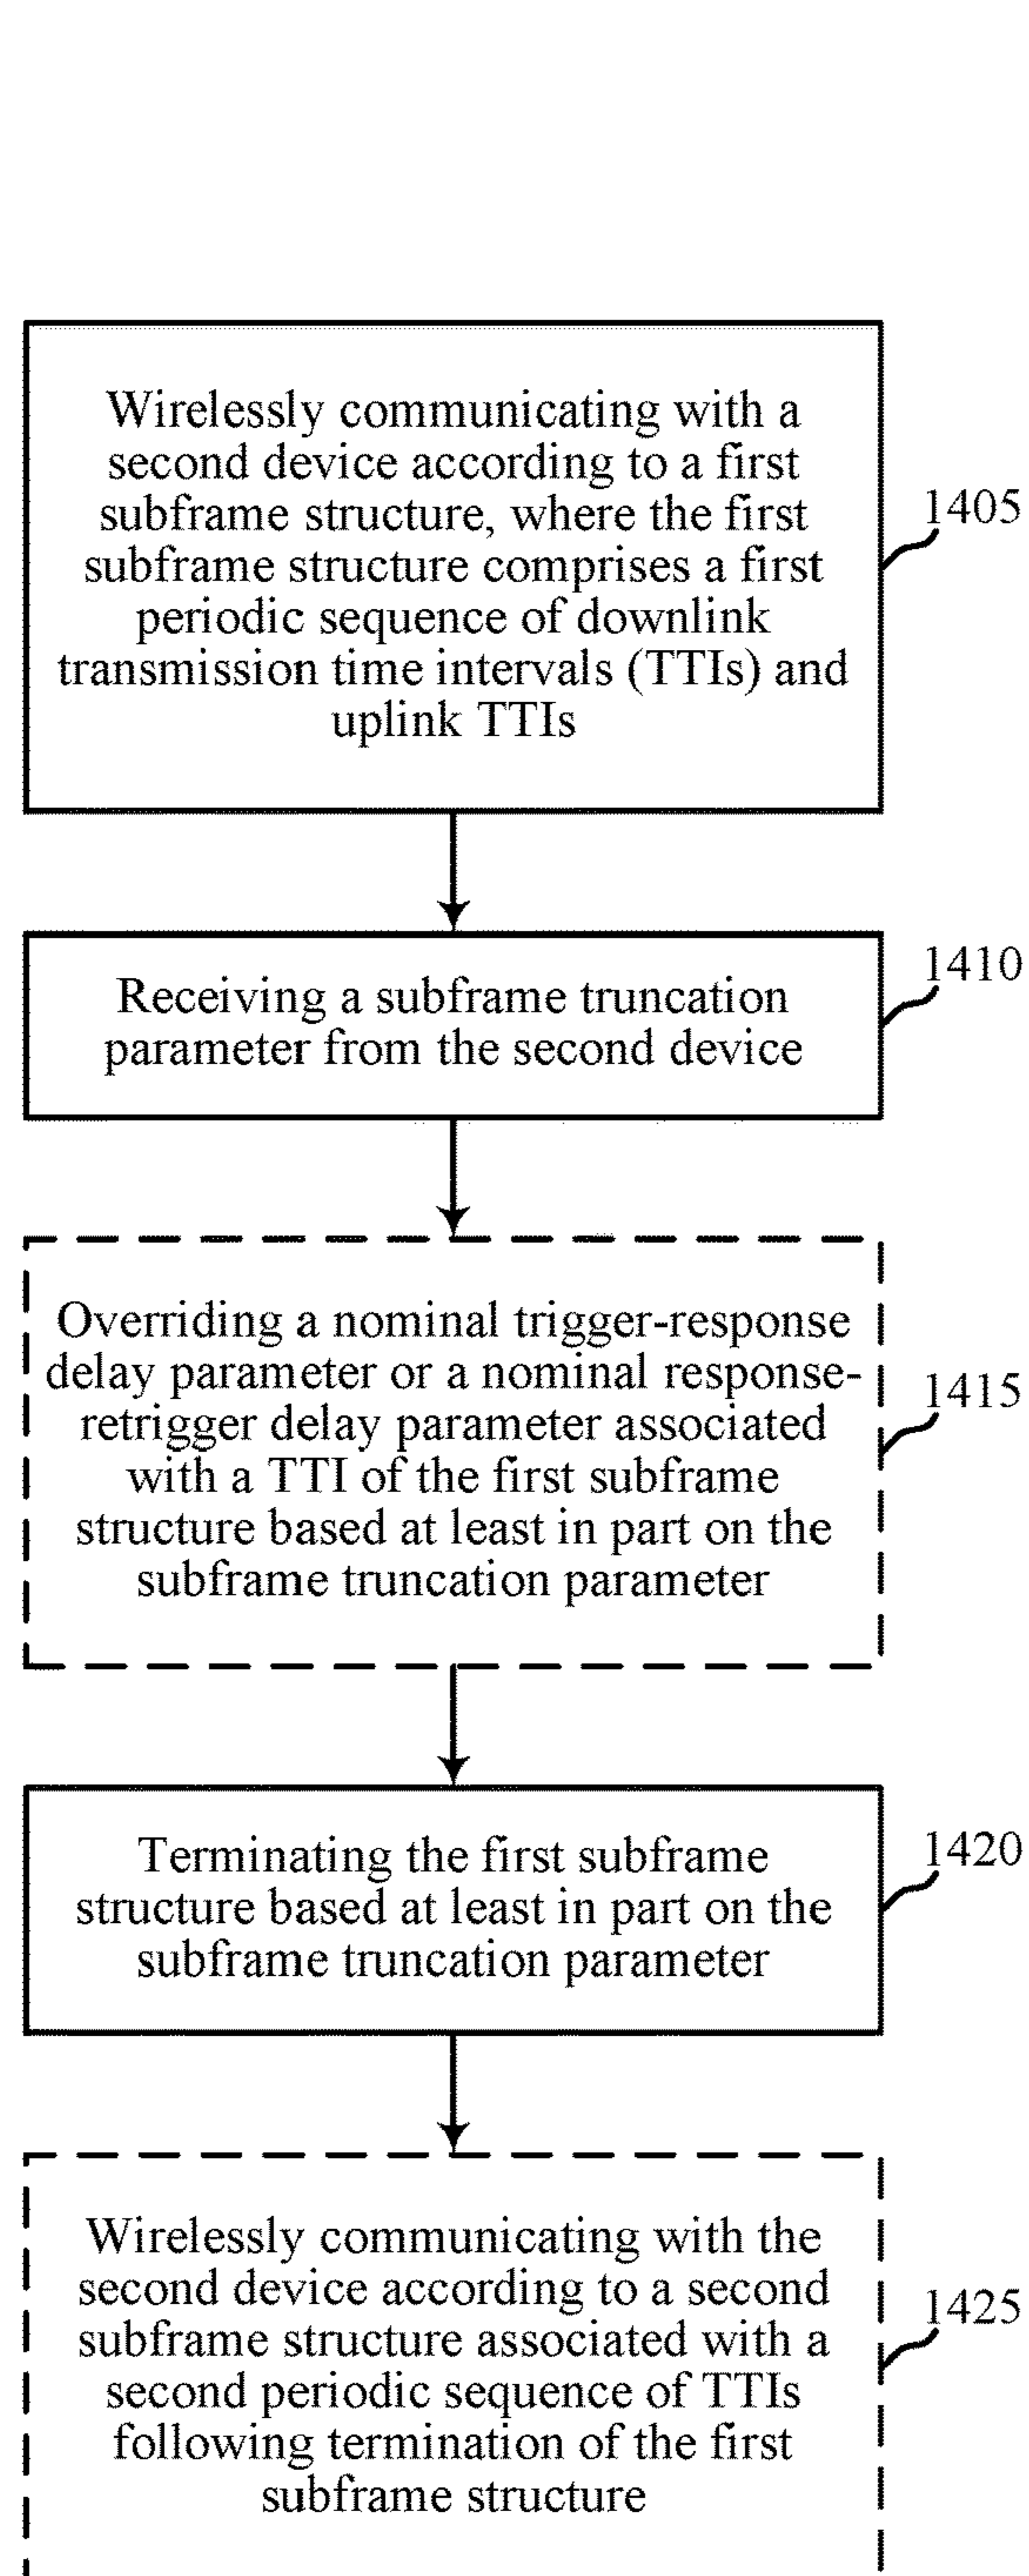 Wirelessly communicating with a
second device according to a first
subframe structure, where the first
subframe structure comprises a first
periodic sequence of downlink
transmission time intervals (TTIs) and
uplink TTIs
1405
Receiving a subframe truncation
parameter from the second device
1410
Overriding a nominal trigger-response
delay parameter or a nominal response-
retrigger delay parameter associated
with a TTI of the first subframe
structure based at least in part on the
subframe truncation parameter
1415
Terminating the first subframe
structure based at least in part on the
subframe truncation parameter
1420
Wirelessly communicating with the
second device according to a second
subframe structure associated with a
second periodic sequence of TTIs
following termination of the first
subframe structure
1425